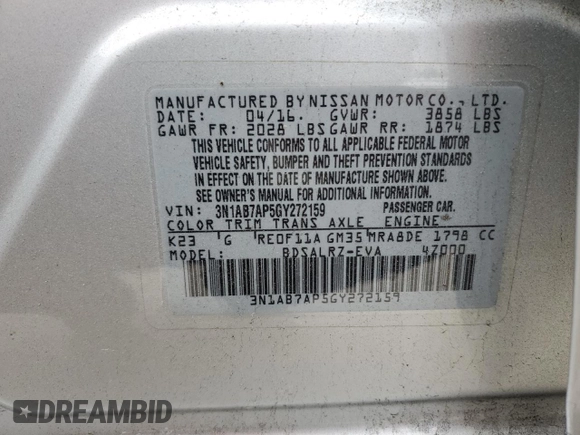 MANUFACTURED BY NISSAN MOTOR CO., LTD.
DATE: 04/16. GVWR: 3858 LBS
GAWR FR: 2028 LBS GAWR RR: 1874 LBS
THIS VEHICLE CONFORMS TO ALL APPLICABLE FEDERAL MOTOR
VEHICLE SAFETY, BUMPER AND THEFT PREVENTION STANDARDS
IN EFFECT ON THE DATE OF MANUFACTURE SHOWN ABOVE.
SEE OWNER'S MANUAL FOR ADDITIONAL INFORMATION.
VIN: 3N1AB7AP5GY272159 PASSENGER CAR.
COLOR TRIM TRANS AXLE ENGINE
K23 G RE0F11A GM35 MRA8DE 1798 CC
MODEL: BDSALRZ-EVA 47000
3N1AB7AP5GY272159
DREAMBID